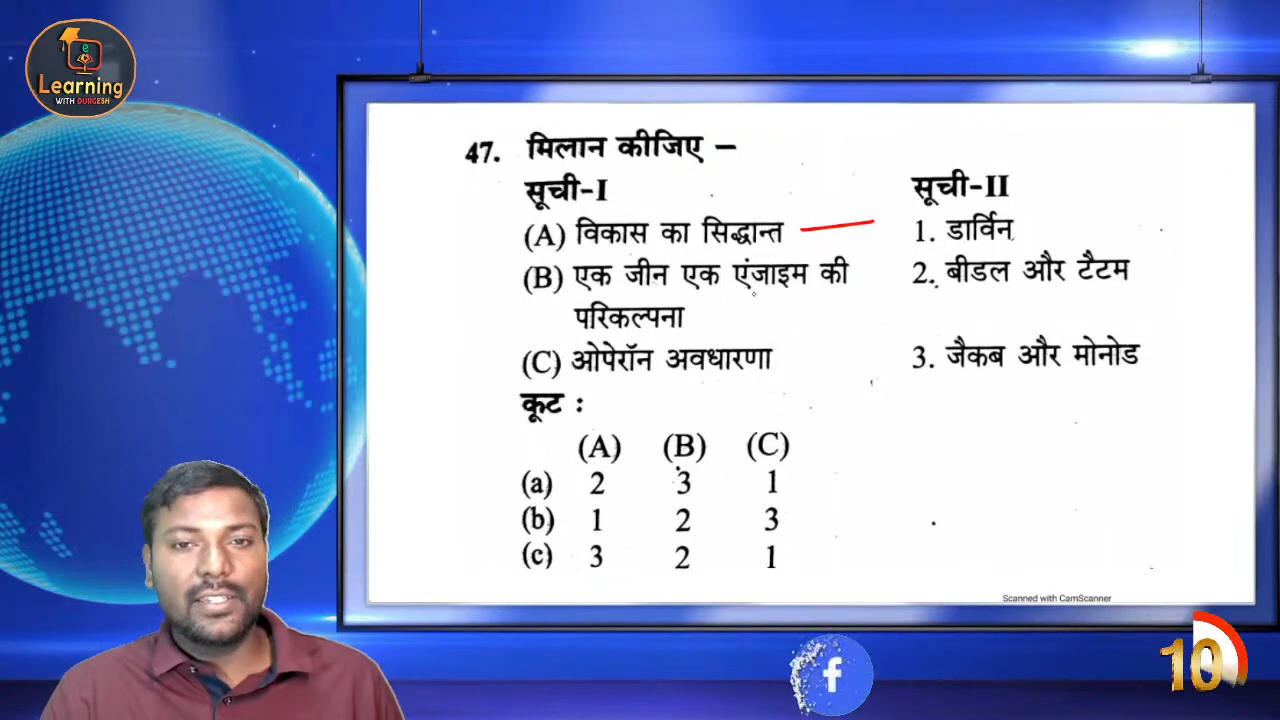 e
Learning
WITH DURGESH
47. मिलान कीजिए –
सूची-I सूची-II
(A) विकास का सिद्धान्त 1. डार्विन
(B) एक जीन एक एंजाइम की 2. बीडल और टैटम
परिकल्पना
(C) ओपेरॉन अवधारणा 3. जैकब और मोनोड
कूट :
(A) (B) (C)
(a) 2 3 1
(b) 1 2 3
(c) 3 2 1
Scanned with CamScanner
10
f